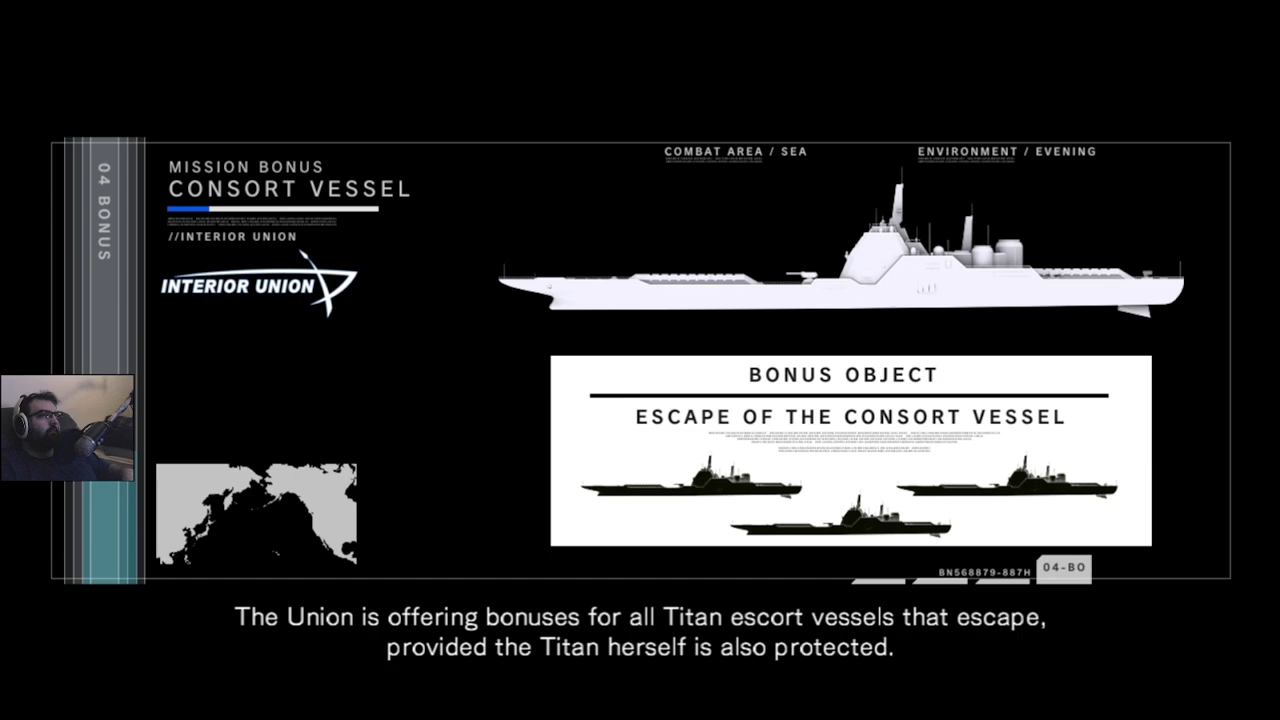 04 BONUS
MISSION BONUS
CONSORT VESSEL
//INTERIOR UNION
INTERIOR UNION
COMBAT AREA / SEA
ENVIRONMENT / EVENING
BONUS OBJECT
ESCAPE OF THE CONSORT VESSEL
BN568879-887H
04-BO
The Union is offering bonuses for all Titan escort vessels that escape,
provided the Titan herself is also protected.